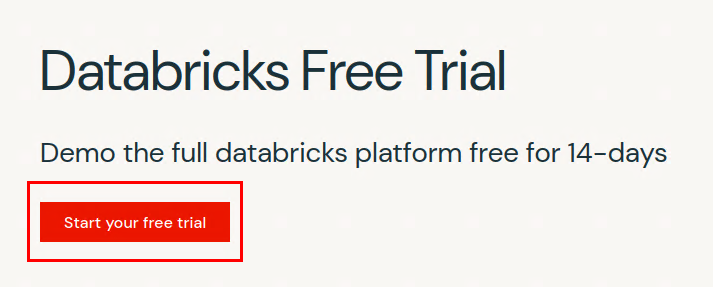 Databricks Free Trial
Demo the full databricks platform free for 14-days
Start your free trial